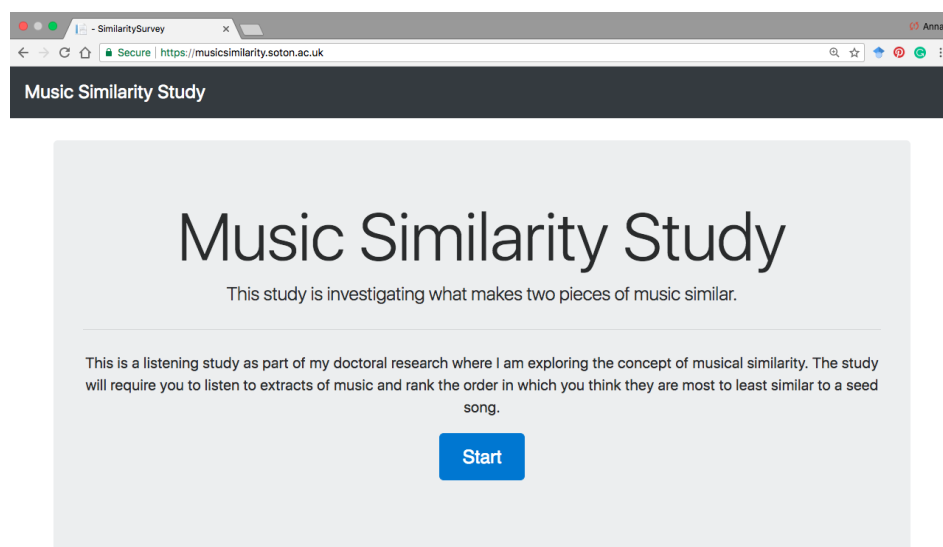 - SimilaritySurvey
Anna
Secure | https://musicsimilarity.soton.ac.uk
Music Similarity Study
Music Similarity Study
This study is investigating what makes two pieces of music similar.
This is a listening study as part of my doctoral research where I am exploring the concept of musical similarity. The study
will require you to listen to extracts of music and rank the order in which you think they are most to least similar to a seed
song.
Start